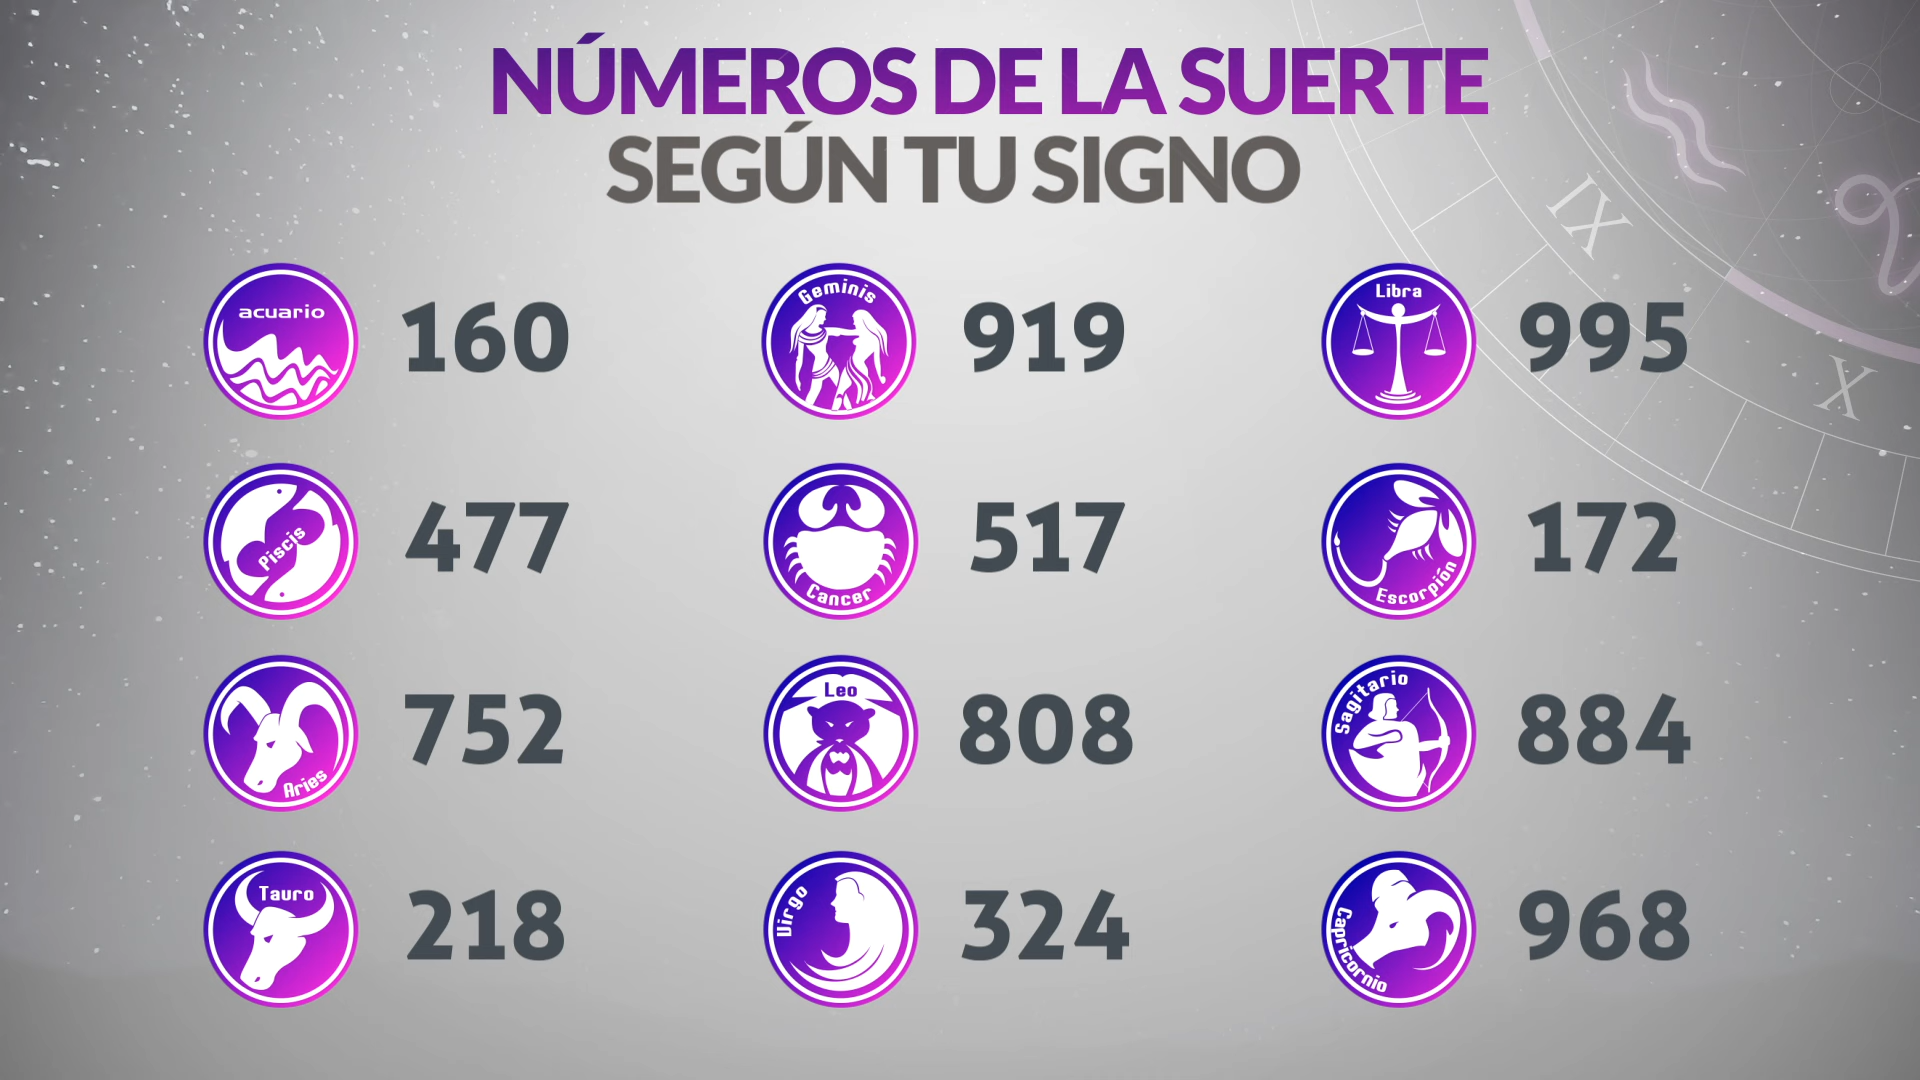 NÚMEROS DE LA SUERTE
SEGÚN TU SIGNO
IX
X
acuario 160
Geminis 919
Libra 995
Piscis 477
Cancer 517
Escorpión 172
Aries 752
Leo 808
Sagitario 884
Tauro 218
Virgo 324
Capricornio 968